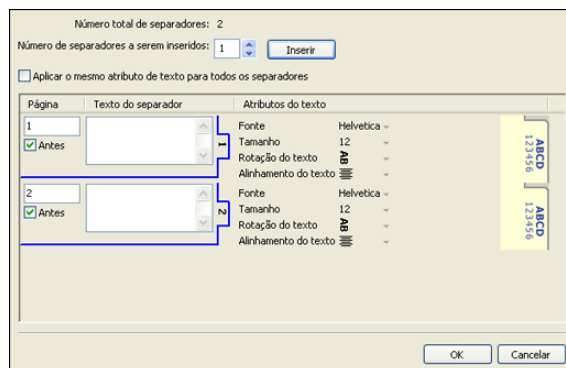 Número total de separadores: 2
Número de separadores a serem inseridos: 1 Inserir
Aplicar o mesmo atributo de texto para todos os separadores
Página Texto do separador Atributos do texto
1 Fonte Helvetica
Antes 1 Tamanho 12
Rotação do texto AB
Alinhamento do texto
ABCD
123456
2 Fonte Helvetica
Antes 2 Tamanho 12
Rotação do texto AB
Alinhamento do texto
ABCD
123456
OK Cancelar